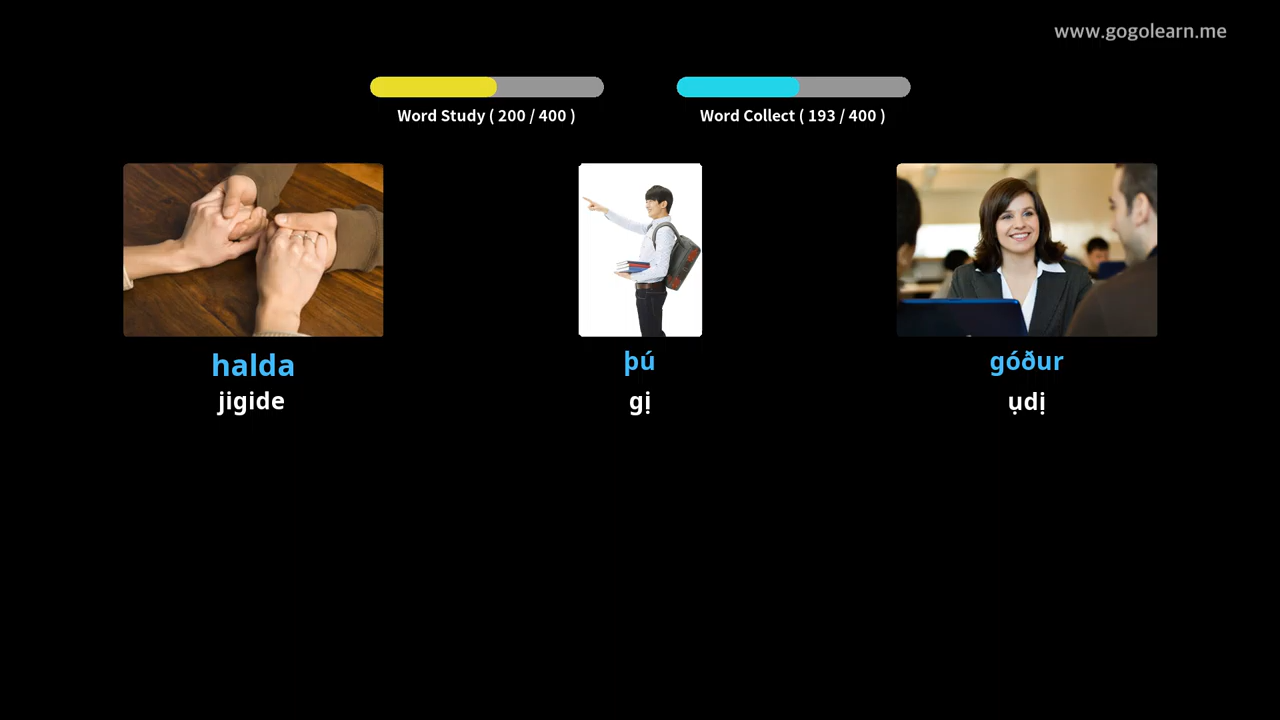 www.gogolearn.me
Word Study ( 200 / 400 )
Word Collect ( 193 / 400 )
halda
jigide
þú
gị
góður
ụdị